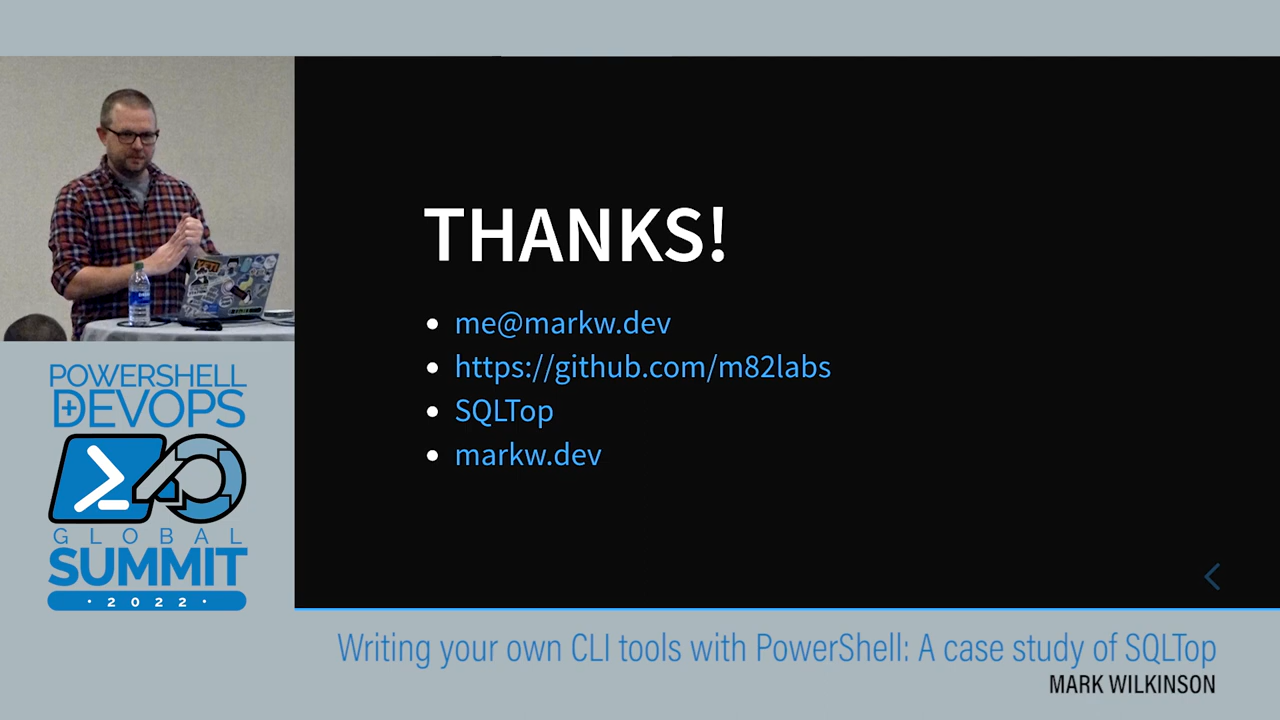 THANKS!
me@markw.dev
https://github.com/m82labs
SQLTop
markw.dev
YETI
POWERSHELL
+DEVOPS
GLOBAL
SUMMIT
· 2022 ·
Writing your own CLI tools with PowerShell: A case study of SQLTop
MARK WILKINSON